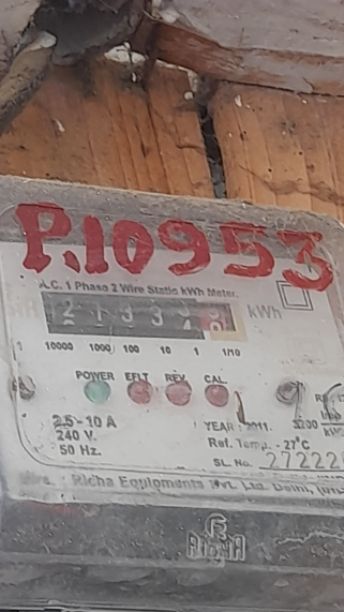 P.10953
A.C. 1 Phase 2 Wire Static kWh Meter.
kWh
10000 1000 100 10 1 1/10
POWER EFLT REV. CAL.
2.5 - 10 A
240 V.
50 Hz.
YEAR : 2011.
3200
Ref. Temp. - 27°C
SL. No. 27222
Richa Equipments Pvt. Ltd. Delhi,